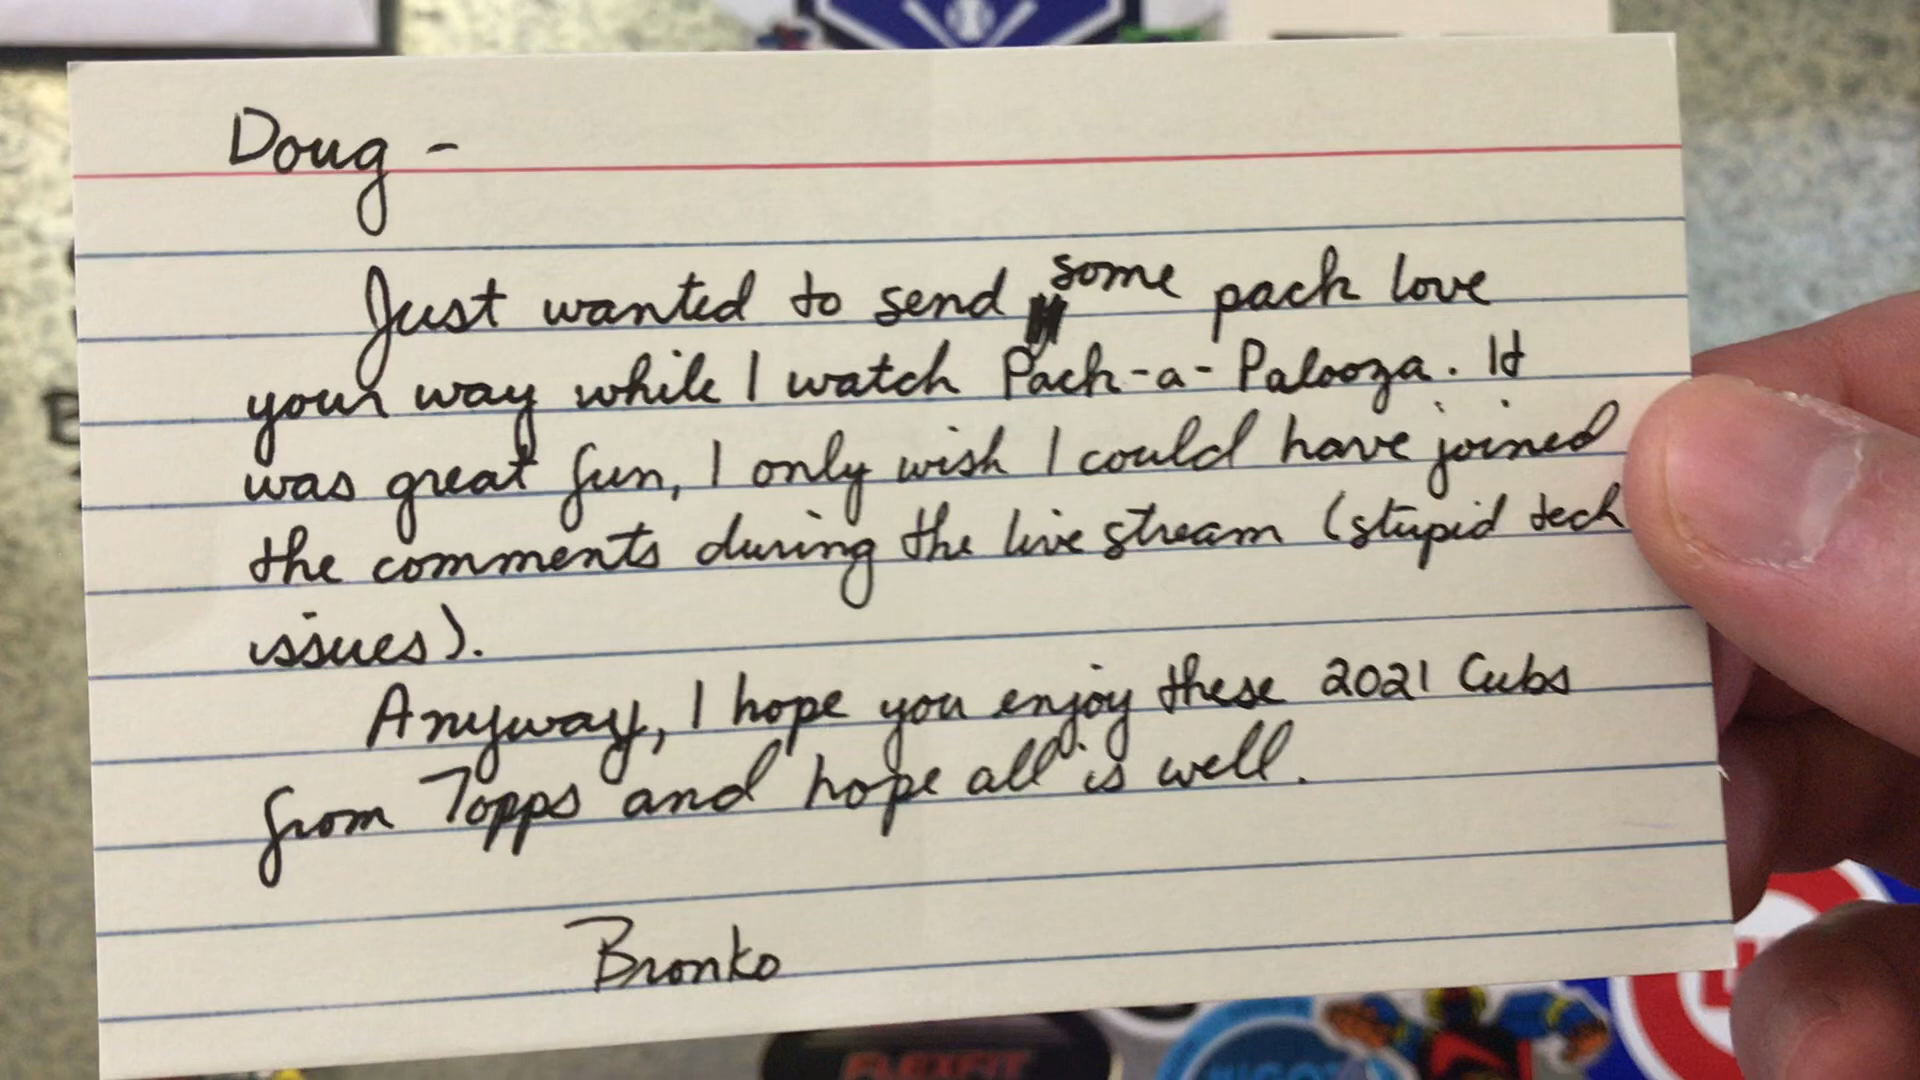 Doug -
Just wanted to send some pack love
your way while I watch Pack-a-Palooza. It
was great fun, I only wish I could have joined
the comments during the live stream (stupid tech
issues).
Anyway, I hope you enjoy these 2021 Cubs
from Topps and hope all is well.
Bronko
FLEXFIT